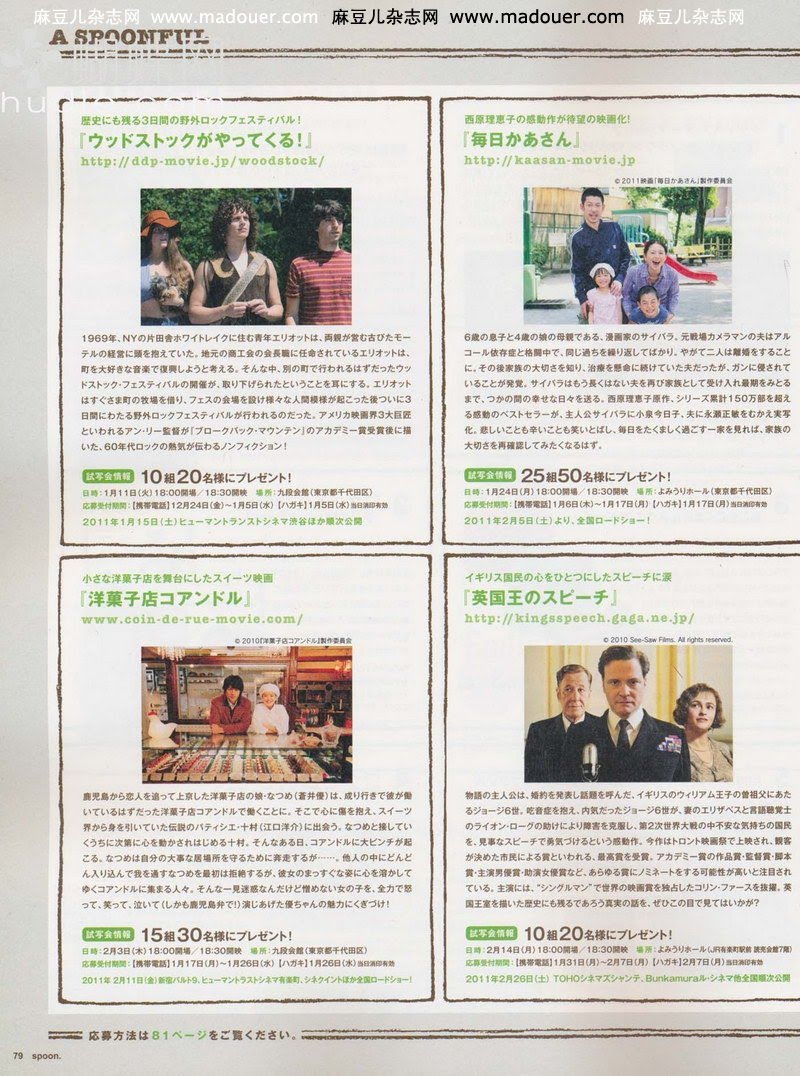 麻豆儿杂志网 www.madouer.com 麻豆儿杂志网 www.madouer.com 麻豆儿杂志网
A SPOONFUL
歴史にも残る3日間の野外ロックフェスティバル!
『ウッドストックがやってくる!』
http://ddp-movie.jp/woodstock/
1969年、NYの片田舎ホワイトレイクに住む青年エリオットは、両親が営む古びたモー
テルの経営に頭を抱えていた。地元の商工会の会長職に任命されているエリオットは、
町を大好きな音楽で復興しようと考える。そんな中、別の町で行われるはずだったウッ
ドストック・フェスティバルの開催が、取り下げられたということを耳にする。エリオット
はすぐさま町の牧場を借り、フェスの会場を設け様々な人間模様が起こった後ついに3
日間にわたる野外ロックフェスティバルが行われるのだった。アメリカ映画界3大巨匠
といわれるアン・リー監督が『ブロークバック・マウンテン』のアカデミー賞受賞後に描
いた、60年代ロックの熱気が伝わるノンフィクション!
試写会情報 10組20名様にプレゼント!
日時:1月11日(火)18:00開場/18:30開映 場所:九段会館(東京都千代田区)
応募受付期間:【携帯電話】12月24日(金)〜1月5日(水)【ハガキ】1月5日(水)当日消印有効
2011年1月15日(土)ヒューマントラストシネマ渋谷ほか順次公開
西原理恵子の感動作が待望の映画化!
『毎日かあさん』
http://kaasan-movie.jp
© 2011映画「毎日かあさん」製作委員会
6歳の息子と4歳の娘の母親である、漫画家のサイバラ。元戦場カメラマンの夫はアル
コール依存症と格闘中で、同じ過ちを繰り返してばかり。やがて二人は離婚をすること
に。その後家族の大切さを知り、治療を懸命に続けていた夫だったが、ガンに侵され
ていることが発覚。サイバラはもう長くはない夫を再び家族として受け入れ最期をみとる
まで、つかの間の幸せな日々を送る。西原理恵子原作、シリーズ累計150万部を超え
る感動のベストセラーが、主人公サイバラに小泉今日子、夫に永瀬正敏をむかえ実写
化。悲しいことも辛いことも笑いとばし、毎日をたくましく過ごす一家を見れば、家族の
大切さを再確認してみたくなるはず。
試写会情報 25組50名様にプレゼント!
日時:1月24日(月)18:00開場/18:30開映 場所:よみうりホール(東京都千代田区)
応募受付期間:【携帯電話】1月6日(木)〜1月17日(月)【ハガキ】1月17日(月)当日消印有効
2011年2月5日(土)より、全国ロードショー!
小さな洋菓子店を舞台にしたスイーツ映画
『洋菓子店コアンドル』
www.coin-de-rue-movie.com/
© 2010『洋菓子店コアンドル』製作委員会
鹿児島から恋人を追って上京した洋菓子店の娘・なつめ(蒼井優)は、成り行きで彼が働
いているはずだった洋菓子店コアンドルで働くことに。そこで心に傷を抱え、スイーツ
界から身を引いていた伝説のパティシエ・十村(江口洋介)に出会う。なつめと接してい
くうちに次第に心を動かされはじめる十村。そんなある日、コアンドルに大ピンチが起
こる。なつめは自分の大事な居場所を守るために奔走するが……。他人の中にどんど
ん入り込んで我を通すなつめを最初は拒絶するが、彼女のまっすぐな姿に心を溶かして
ゆくコアンドルに集まる人々。そんな一見迷惑なんだけど憎めない女の子を、全力で怒
って、笑って、泣いて(しかも鹿児島弁で!)演じあげた優ちゃんの魅力にくぎづけ!
試写会情報 15組30名様にプレゼント!
日時:2月3日(木)18:00開場/18:30開映 場所:九段会館(東京都千代田区)
応募受付期間:【携帯電話】1月17日(月)〜1月26日(水)【ハガキ】1月26日(水)当日消印有効
2011年2月11日(金)新宿バルト9、ヒューマントラストシネマ有楽町、シネクイントほか全国ロードショー!
イギリス国民の心をひとつにしたスピーチに涙
『英国王のスピーチ』
http://kingsspeech.gaga.ne.jp/
© 2010 See-Saw Films. All rights reserved.
物語の主人公は、婚約を発表し話題を呼んだ、イギリスのウィリアム王子の曽祖父にあた
るジョージ6世。吃音症を抱え、内気だったジョージ6世が、妻のエリザベスと言語聴覚士
のライオン・ローグの助けにより障害を克服し、第2次世界大戦の中不安な気持ちの国民
を、見事なスピーチで勇気づけるという感動作。今作はトロント映画祭で上映され、観客
が決めた市民による賞といわれる、最高賞を受賞。アカデミー賞の作品賞・監督賞・脚本
賞・主演男優賞・助演女優賞など、あらゆる賞にノミネートをする可能性が高いと注目され
ている。主演には、“シングルマン”で世界の映画賞を独占したコリン・ファースを抜擢。英
国王室を描いた歴史にも残るであろう真実の話を、ぜひこの目で見てはいかが?
試写会情報 10組20名様にプレゼント!
日時:2月14日(月)18:00開場/18:30開映 場所:よみうりホール(JR有楽町駅前 読売会館7階)
応募受付期間:【携帯電話】1月31日(月)〜2月7日(月)【ハガキ】2月7日(月)当日消印有効
2011年2月26日(土) TOHOシネマズシャンテ、Bunkamuraル・シネマ他全国順次公開
応募方法は81ページをご覧ください。
79 spoon.